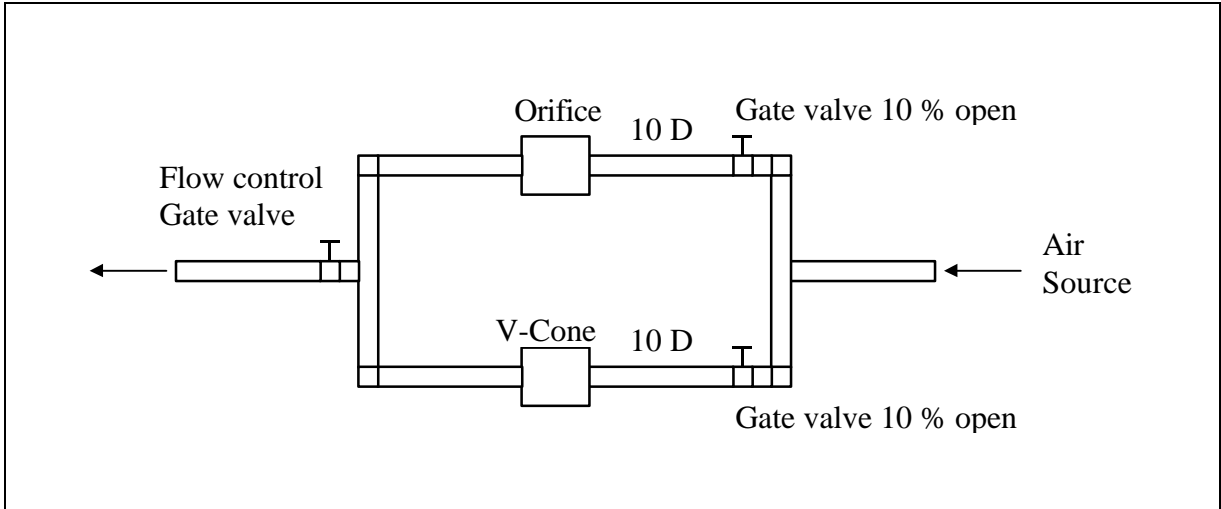 Orifice
10 D
Gate valve 10 % open
Flow control
Gate valve
Air
Source
V-Cone
10 D
Gate valve 10 % open